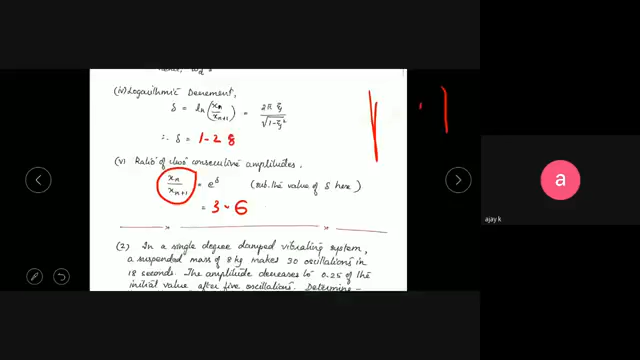 (iv) Logarithmic Decrement,
δ = ln (xn/xn+1) = 2πξ/√1-ξ²
∴ δ = 1-28
(v) Ratio of two consecutive amplitudes.
xn/xn+1 = e^δ (sub. the value of δ here)
= 3-6
(2) In a single degree damped vibrating system,
a suspended mass of 8 kg makes 30 oscillations in
18 seconds. The amplitude decreases to 0.25 of the
initial value after five oscillations. Determine
a
ajay k